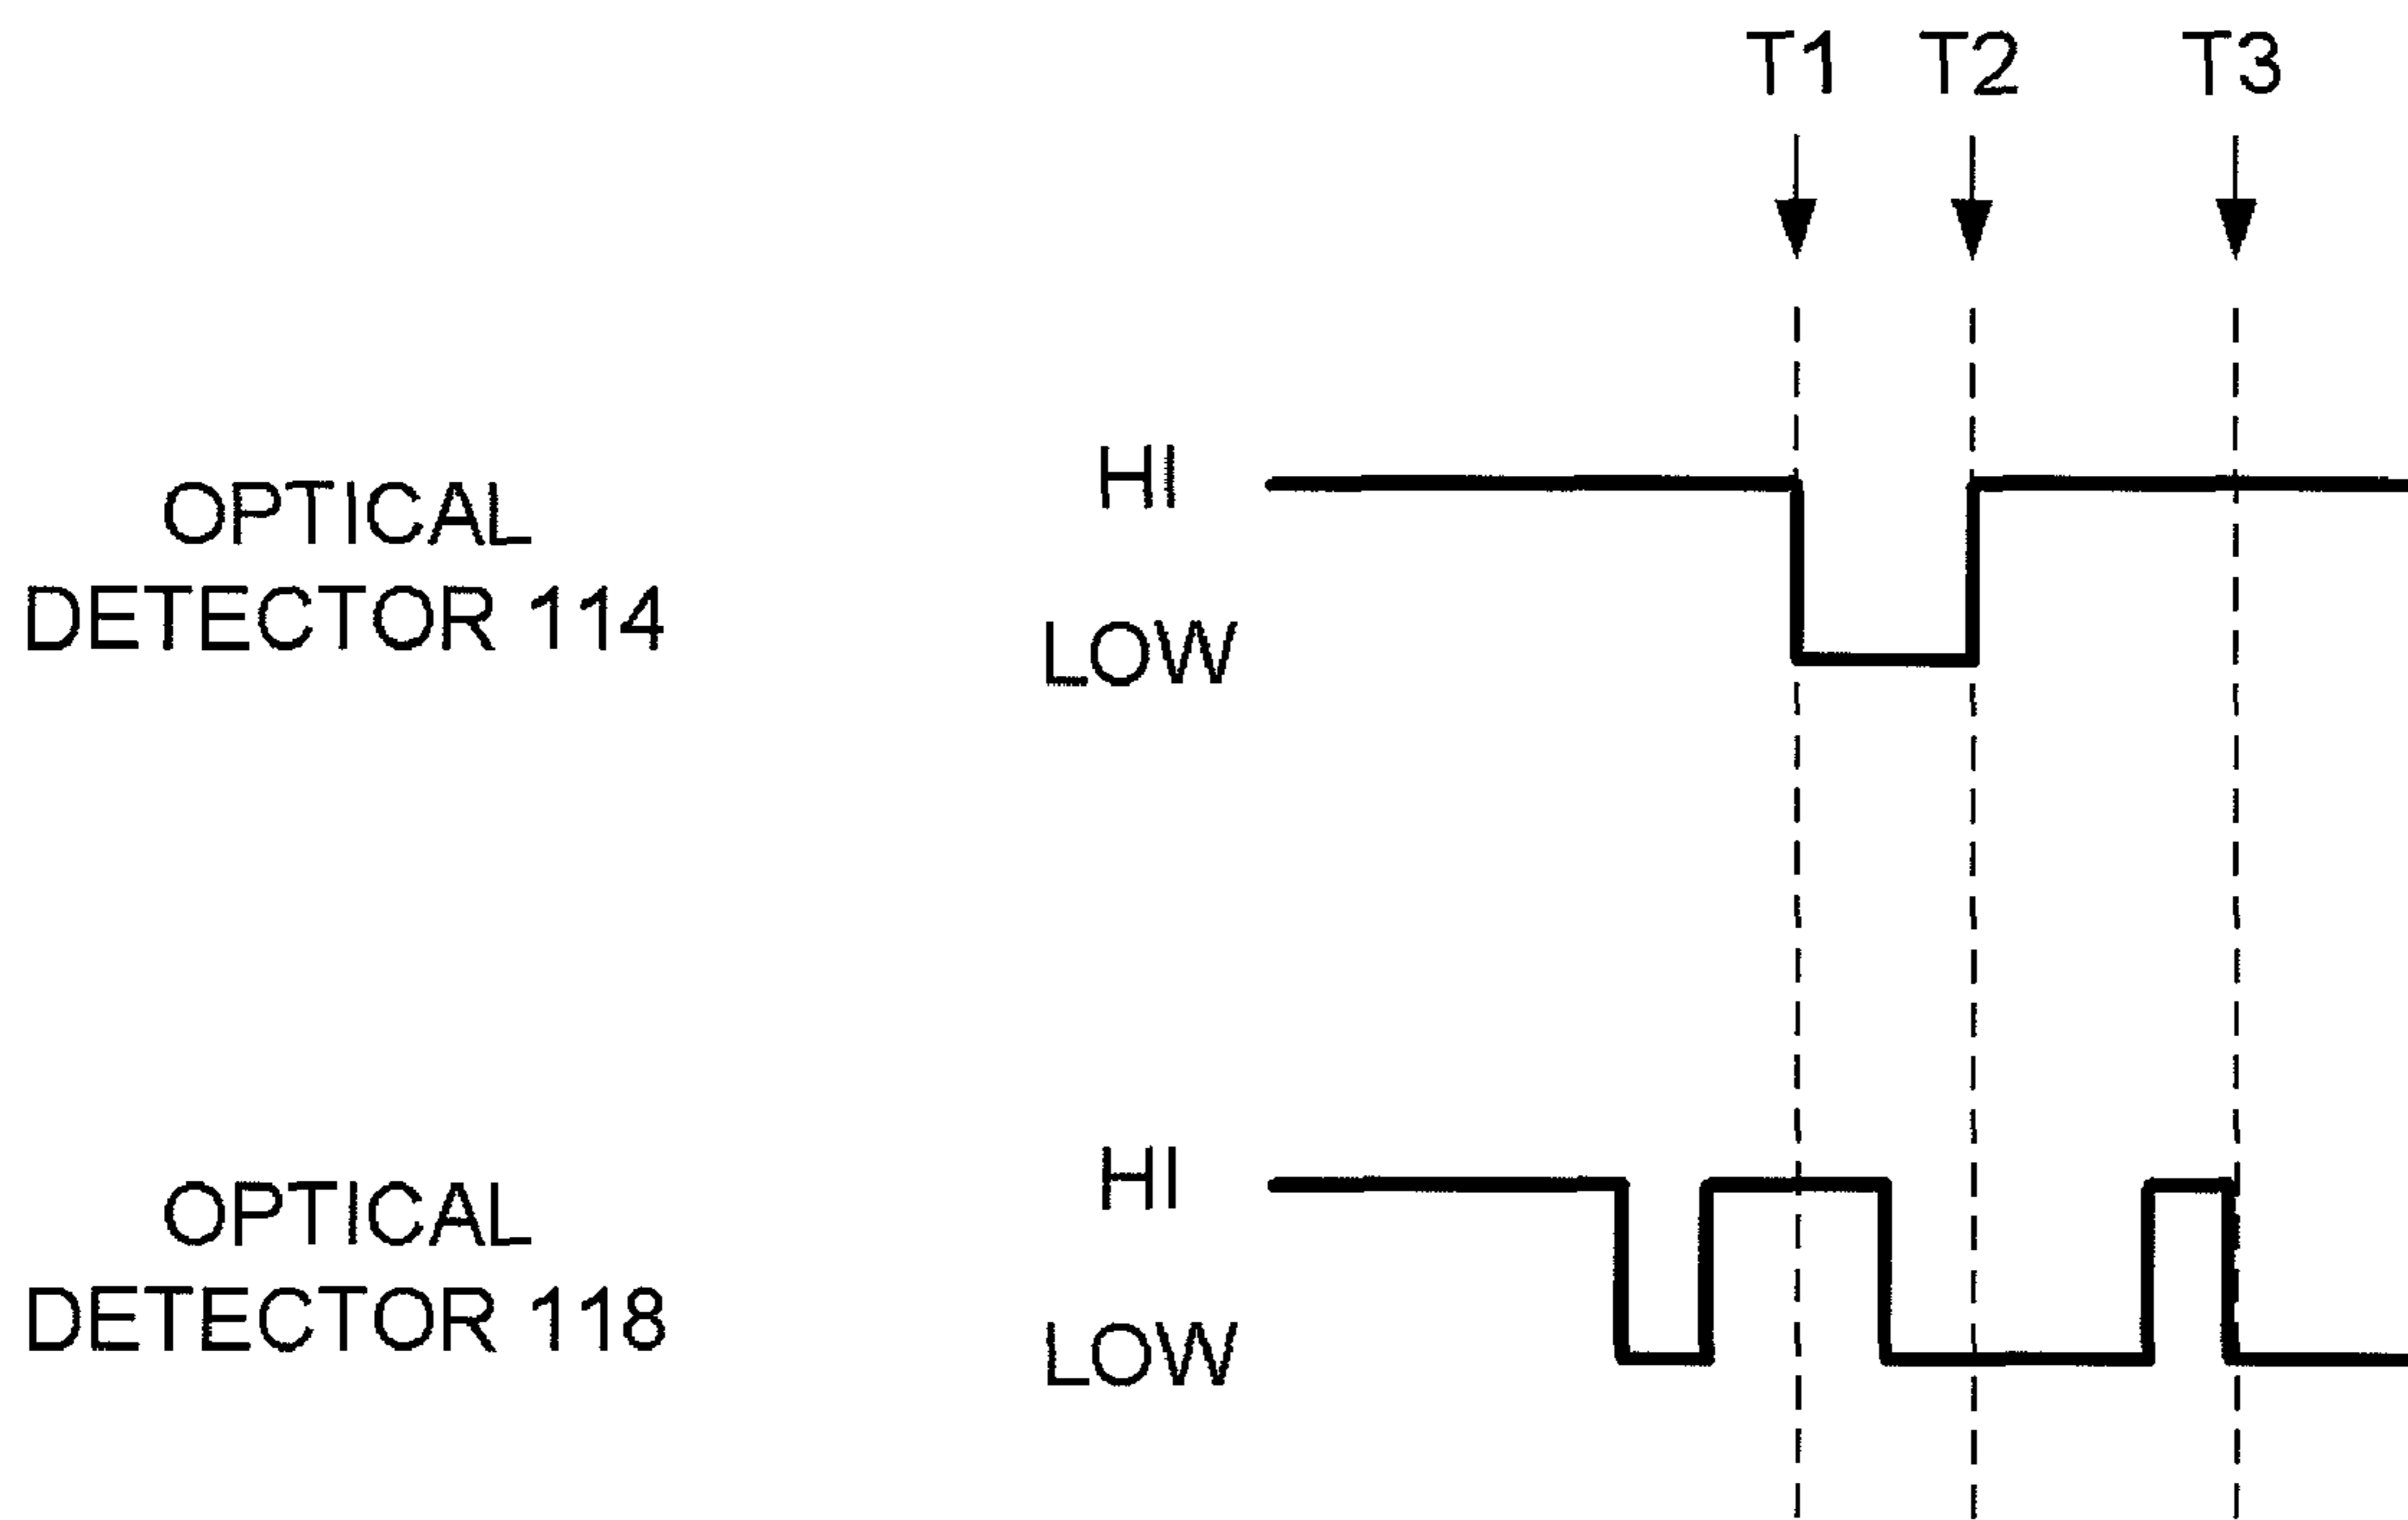 T1 T2 T3
HI
OPTICAL
DETECTOR 114
LOW
HI
OPTICAL
DETECTOR 118
LOW